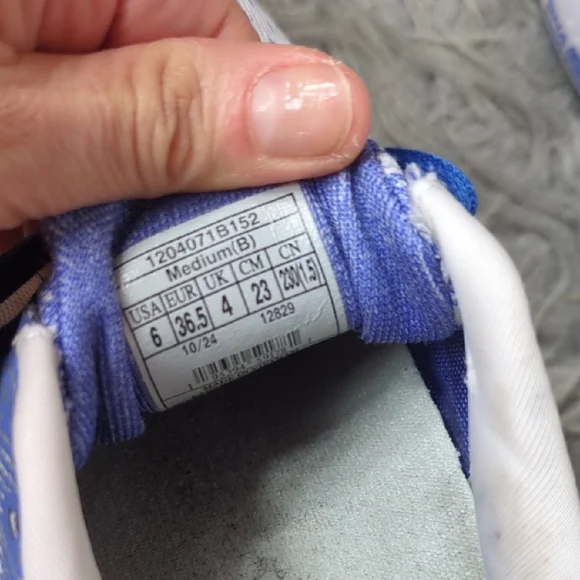 1204071B152
Medium(B)
USA EUR UK CM CN
6 36.5 4 23 230(1.5)
10/24 12829